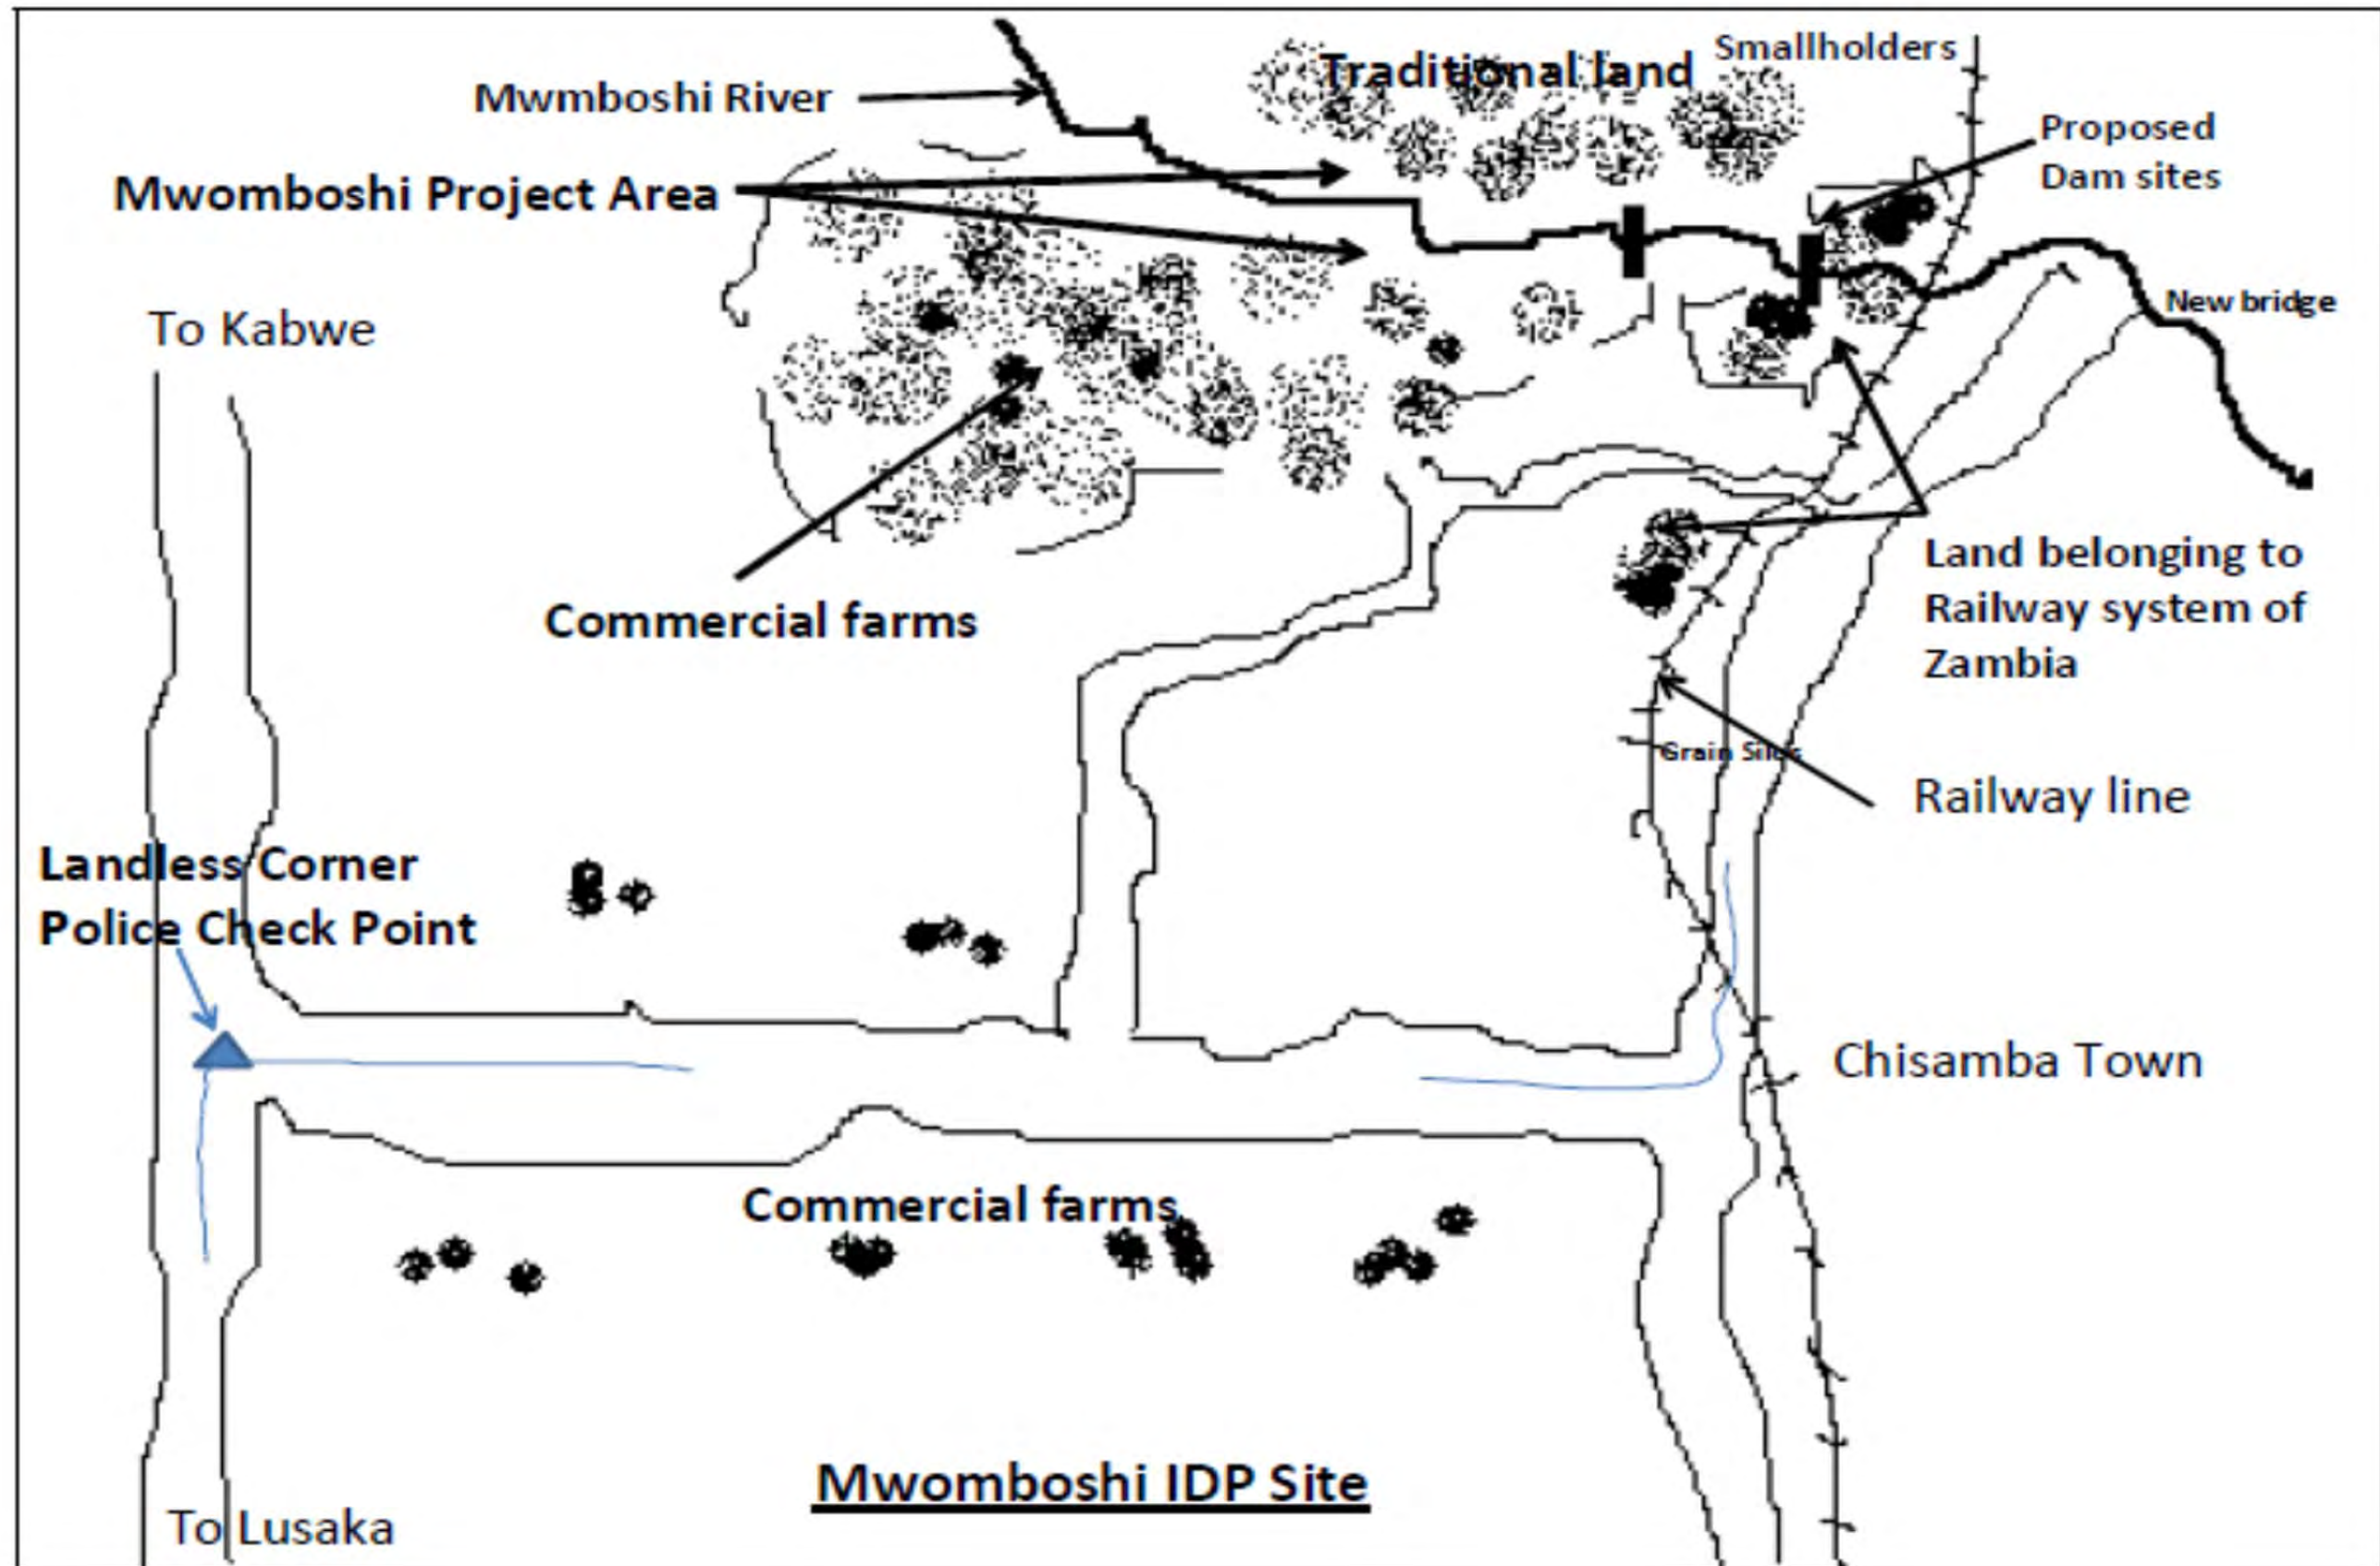 Traditional land
Smallholders
Mwmboshi River
Proposed
Dam sites
Mwomboshi Project Area
New bridge
To Kabwe
Land belonging to
Railway system of
Zambia
Commercial farms
Grain Silos
Railway line
Landless Corner
Police Check Point
Chisamba Town
Commercial farms
Mwomboshi IDP Site
To Lusaka